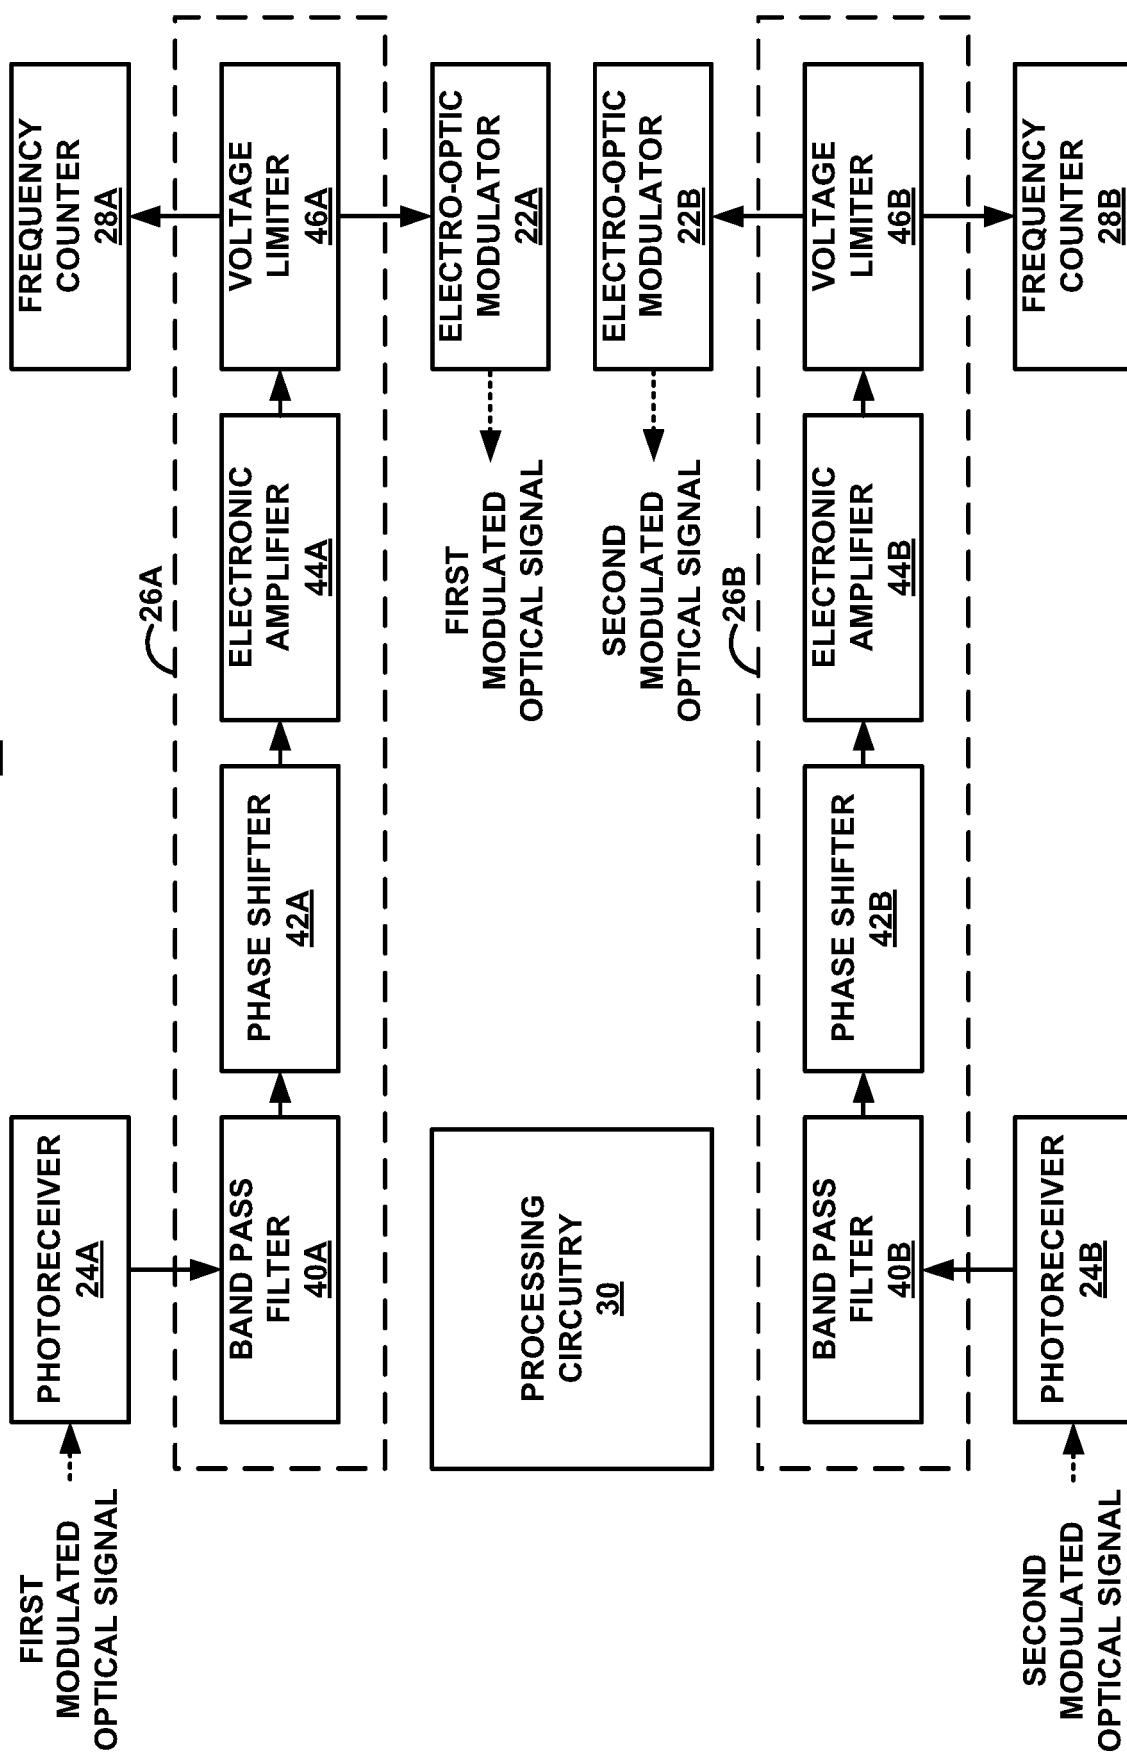 FIRST
MODULATED
OPTICAL SIGNAL
PHOTORECEIVER
24A
FREQUENCY
COUNTER
28A
26A
BAND PASS
FILTER
40A
PHASE SHIFTER
42A
ELECTRONIC
AMPLIFIER
44A
VOLTAGE
LIMITER
46A
PROCESSING
CIRCUITRY
30
FIRST
MODULATED
OPTICAL SIGNAL
ELECTRO-OPTIC
MODULATOR
22A
SECOND
MODULATED
OPTICAL SIGNAL
ELECTRO-OPTIC
MODULATOR
22B
26B
BAND PASS
FILTER
40B
PHASE SHIFTER
42B
ELECTRONIC
AMPLIFIER
44B
VOLTAGE
LIMITER
46B
SECOND
MODULATED
OPTICAL SIGNAL
PHOTORECEIVER
24B
FREQUENCY
COUNTER
28B